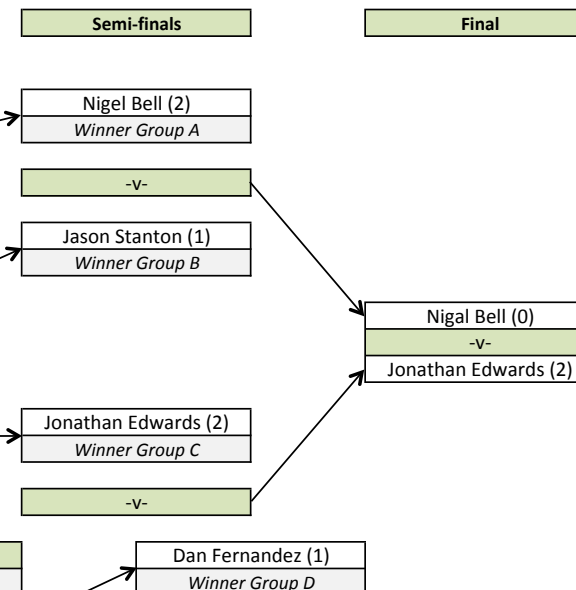 Semi-finals
Final
Nigel Bell (2)
Winner Group A
-v-
Jason Stanton (1)
Winner Group B
Nigal Bell (0)
-v-
Jonathan Edwards (2)
Jonathan Edwards (2)
Winner Group C
-v-
Dan Fernandez (1)
Winner Group D